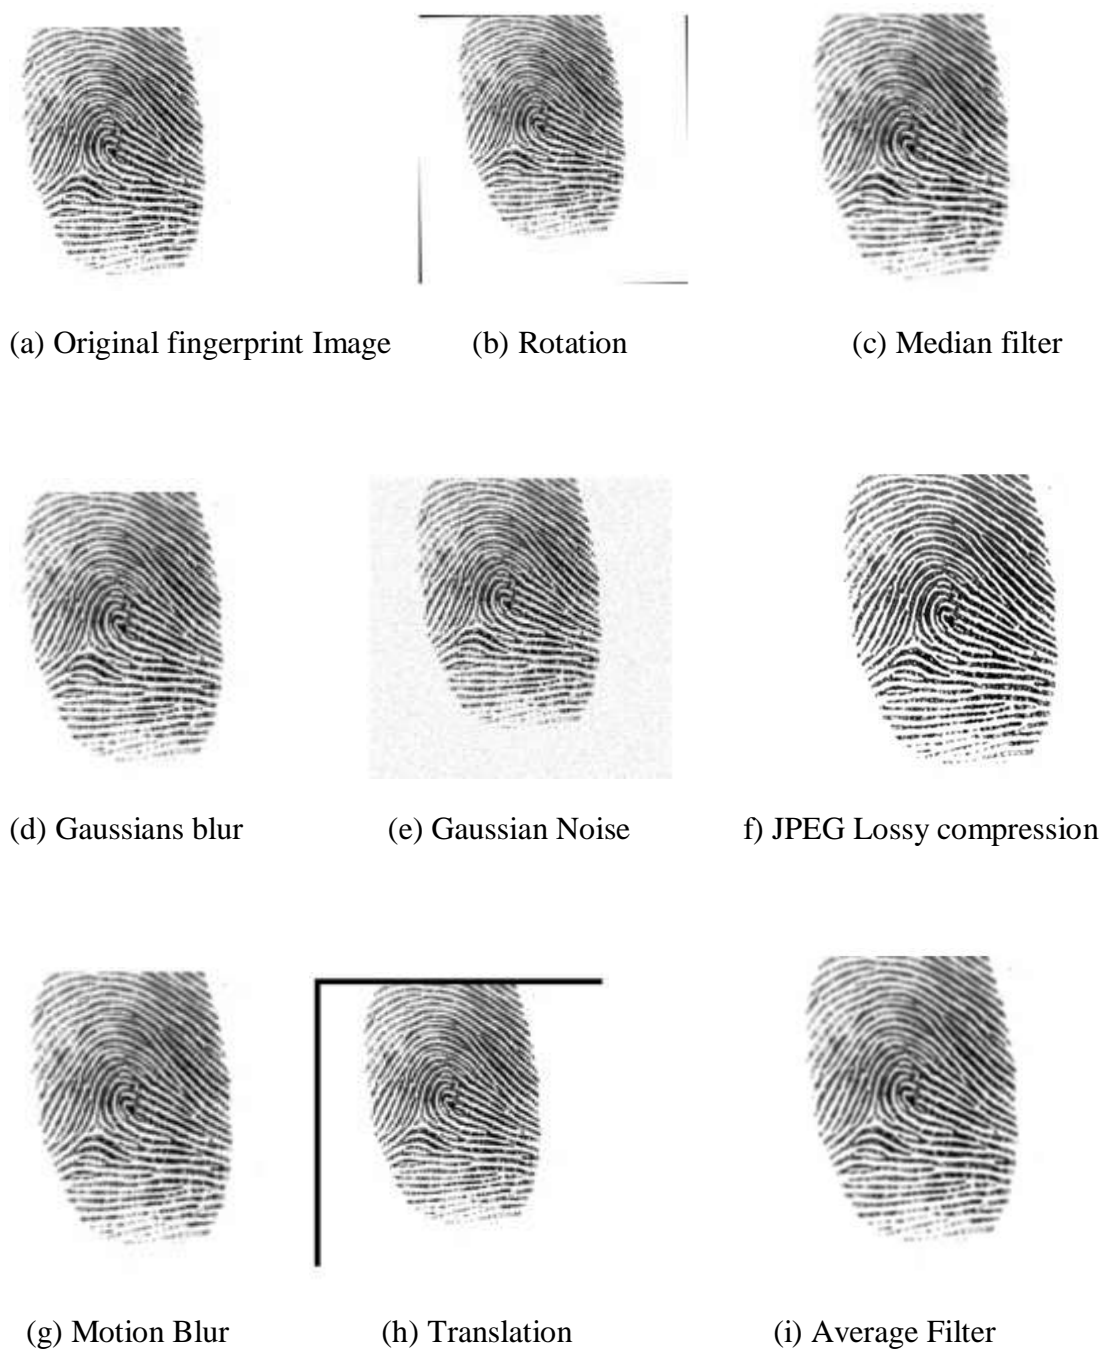 (a) Original fingerprint Image (b) Rotation (c) Median filter
(d) Gaussians blur (e) Gaussian Noise f) JPEG Lossy compression
(g) Motion Blur (h) Translation (i) Average Filter